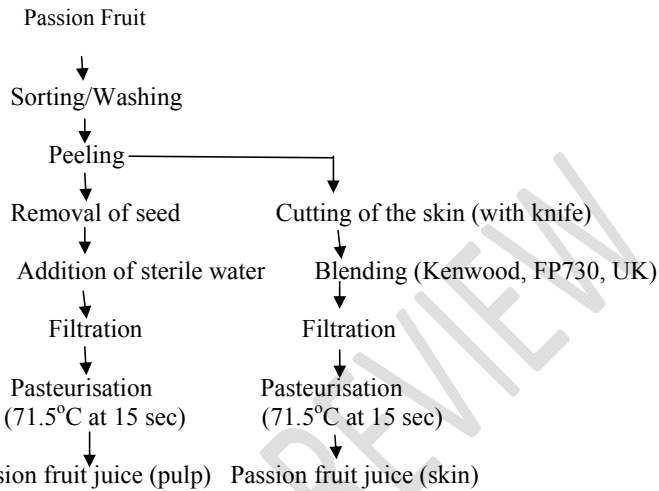 Passion Fruit
Sorting/Washing
Peeling
Removal of seed
Cutting of the skin (with knife)
Addition of sterile water
Blending (Kenwood, FP730, UK)
Filtration
Filtration
Pasteurisation
(71.5°C at 15 sec)
Pasteurisation
(71.5°C at 15 sec)
sion fruit juice (pulp)
Passion fruit juice (skin)
REVIEW